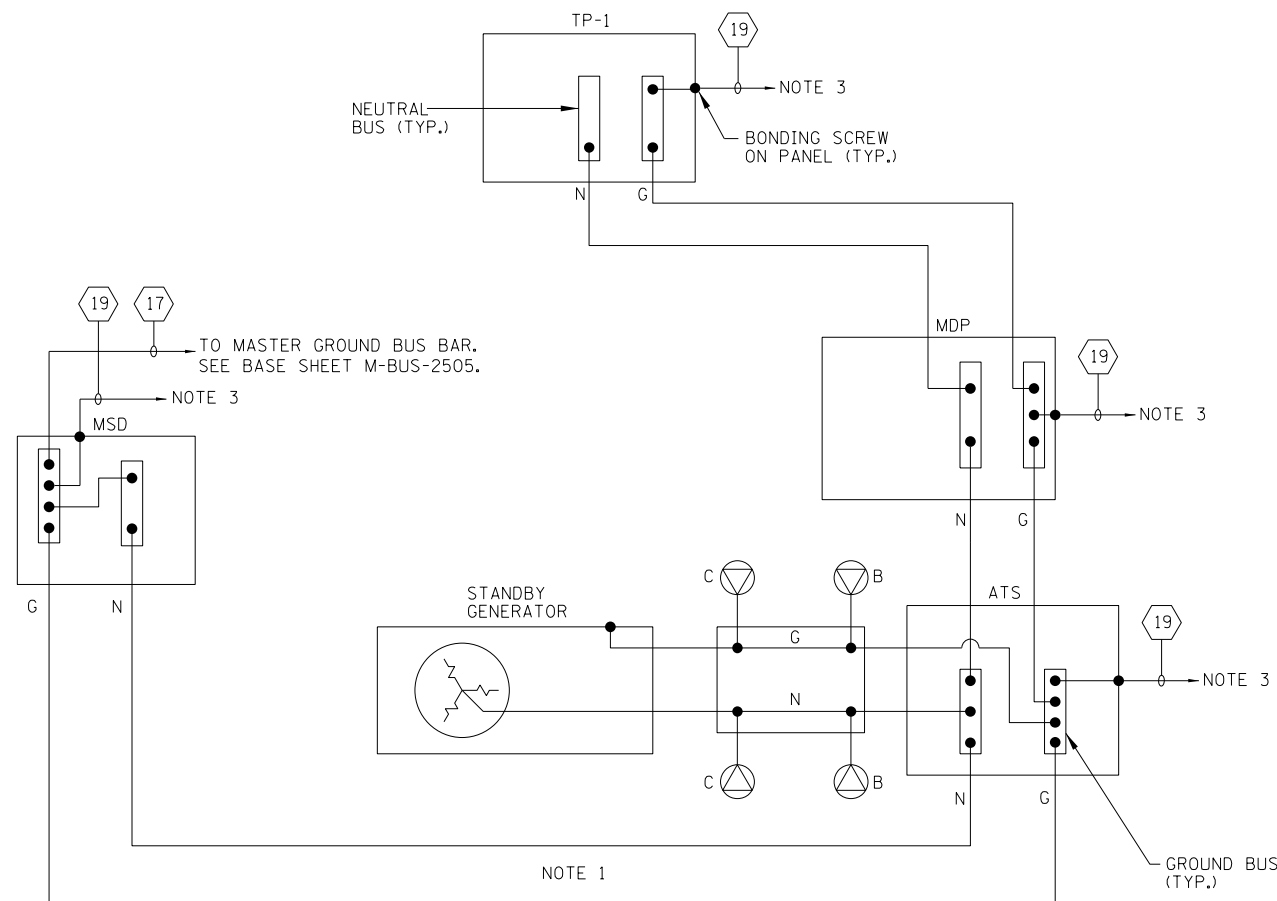 TP-1
19
NOTE 3
NEUTRAL
BUS (TYP.)
BONDING SCREW
ON PANEL (TYP.)
N
G
19
17
TO MASTER GROUND BUS BAR.
SEE BASE SHEET M-BUS-2505.
NOTE 3
MSD
MDP
19
NOTE 3
N
G
G
N
STANDBY
GENERATOR
C
B
G
N
C
B
ATS
19
NOTE 3
N
G
NOTE 1
GROUND BUS
(TYP.)